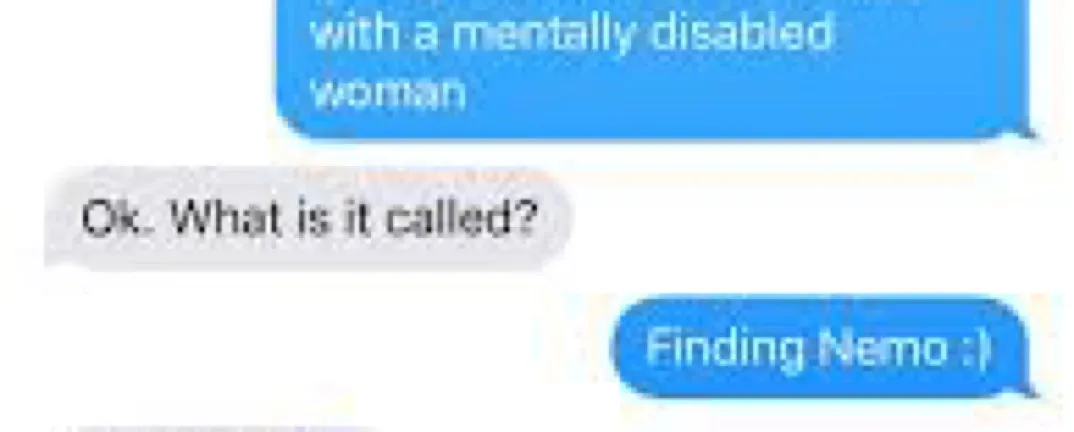 with a mentally disabled
woman
Ok. What is it called?
Finding Nemo :)